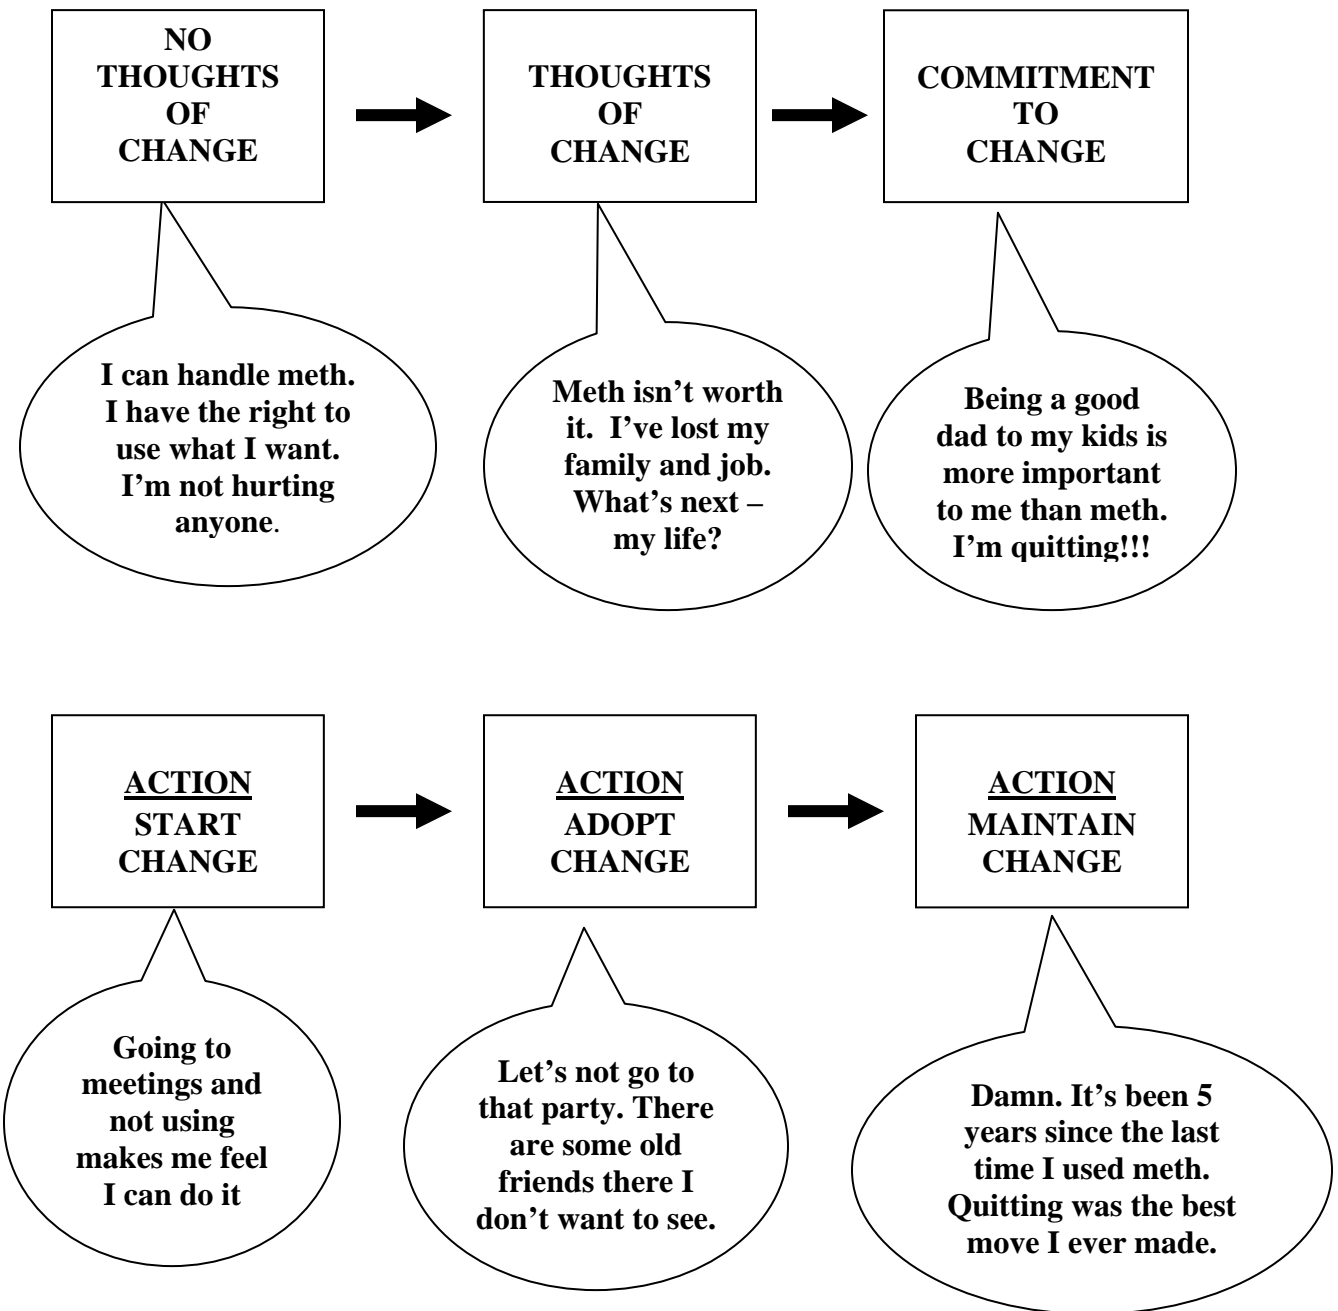 NO
THOUGHTS
OF
CHANGE
THOUGHTS
OF
CHANGE
COMMITMENT
TO
CHANGE
I can handle meth.
I have the right to
use what I want.
I’m not hurting
anyone.
Meth isn’t worth
it.  I’ve lost my
family and job.
What’s next –
my life?
Being a good
dad to my kids is
more important
to me than meth.
I’m quitting!!!
ACTION
START
CHANGE
ACTION
ADOPT
CHANGE
ACTION
MAINTAIN
CHANGE
Going to
meetings and
not using
makes me feel
I can do it
Let’s not go to
that party. There
are some old
friends there I
don’t want to see.
Damn. It’s been 5
years since the last
time I used meth.
Quitting was the best
move I ever made.